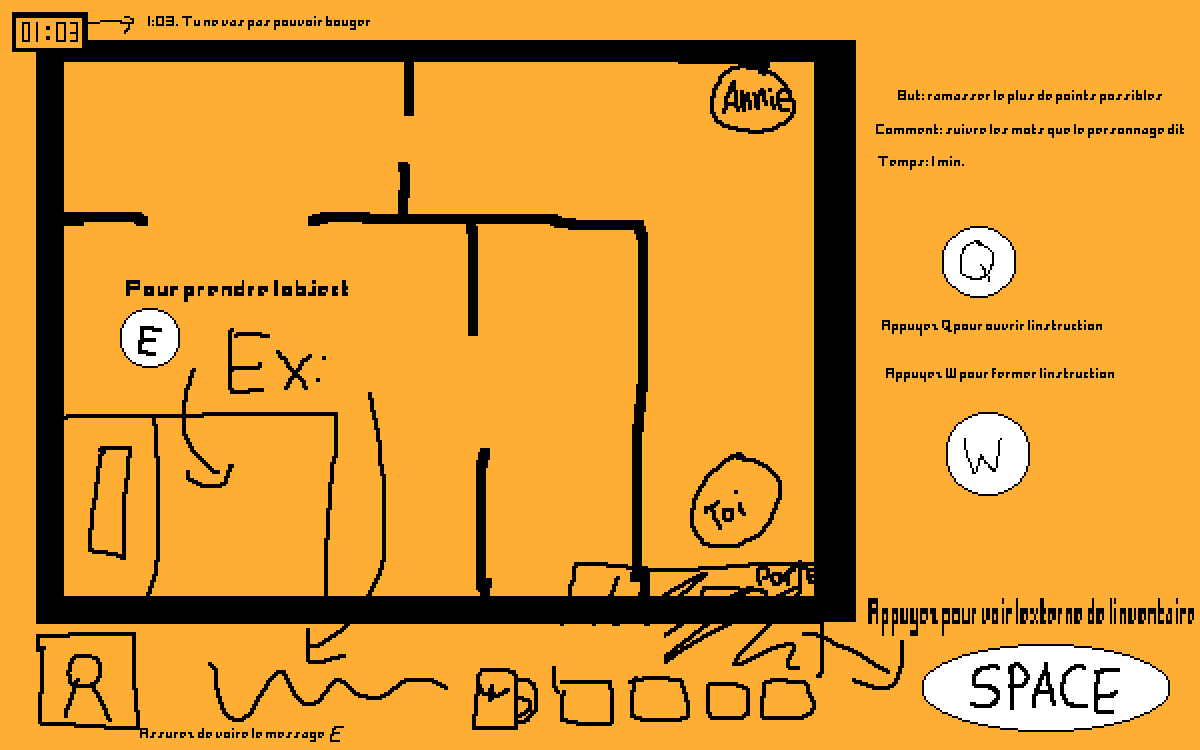 01:03
1:03. Tu ne vas pas pouvoir bouger
Annie
But: ramasser le plus de points possibles
Comment: suivre les mots que le personnage dit
Temps: 1 min.
Q
Pour prendre lobject
E
Ex:
Appuyez Q pour ouvrir linstruction
Appuyez W pour fermer linstruction
W
Toi
Porte
Appuyez pour voir lexterne de linventaire
SPACE
Assurez de voire le message E